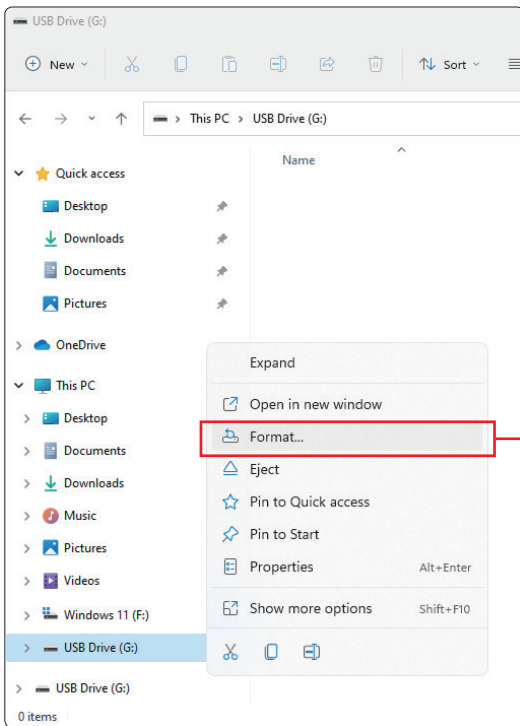 USB Drive (G:)
New Sort
This PC > USB Drive (G:)
Name
Quick access
Desktop
Downloads
Documents
Pictures
OneDrive
This PC
Desktop
Documents
Downloads
Music
Pictures
Videos
Windows 11 (F:)
USB Drive (G:)
USB Drive (G:)
0 items
Expand
Open in new window
Format...
Eject
Pin to Quick access
Pin to Start
Properties Alt+Enter
Show more options Shift+F10